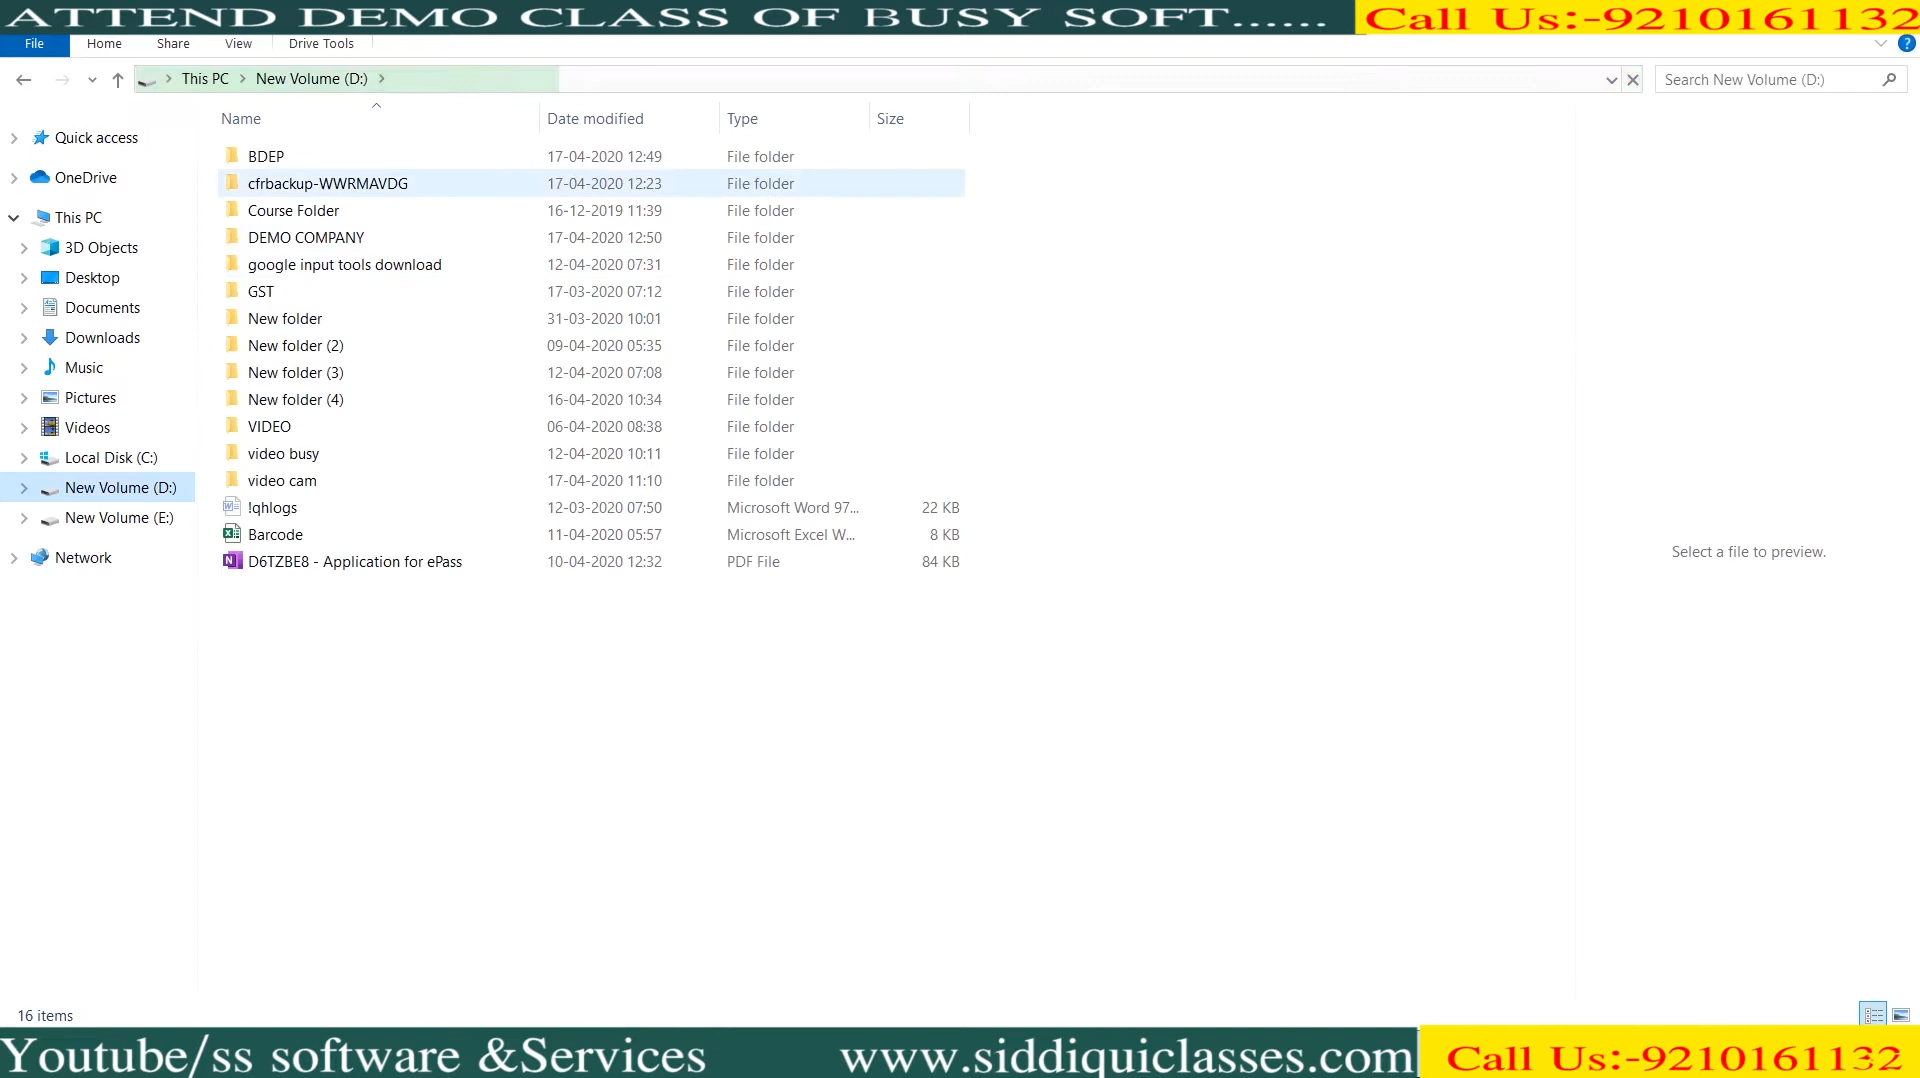 ATTEND DEMO CLASS OF BUSY SOFT...... Call Us:-9210161132
File Home Share View Drive Tools
This PC New Volume (D:) Search New Volume (D:)
Name Date modified Type Size
Quick access
OneDrive
This PC
3D Objects
Desktop
Documents
Downloads
Music
Pictures
Videos
Local Disk (C:)
New Volume (D:)
New Volume (E:)
Network
BDEP 17-04-2020 12:49 File folder
cfrbackup-WWRMAVDG 17-04-2020 12:23 File folder
Course Folder 16-12-2019 11:39 File folder
DEMO COMPANY 17-04-2020 12:50 File folder
google input tools download 12-04-2020 07:31 File folder
GST 17-03-2020 07:12 File folder
New folder 31-03-2020 10:01 File folder
New folder (2) 09-04-2020 05:35 File folder
New folder (3) 12-04-2020 07:08 File folder
New folder (4) 16-04-2020 10:34 File folder
VIDEO 06-04-2020 08:38 File folder
video busy 12-04-2020 10:11 File folder
video cam 17-04-2020 11:10 File folder
!qhlogs 12-03-2020 07:50 Microsoft Word 97... 22 KB
Barcode 11-04-2020 05:57 Microsoft Excel W... 8 KB
D6TZBE8 - Application for ePass 10-04-2020 12:32 PDF File 84 KB
Select a file to preview.
16 items
Youtube/ss software &Services www.siddiquiclasses.com Call Us:-9210161132